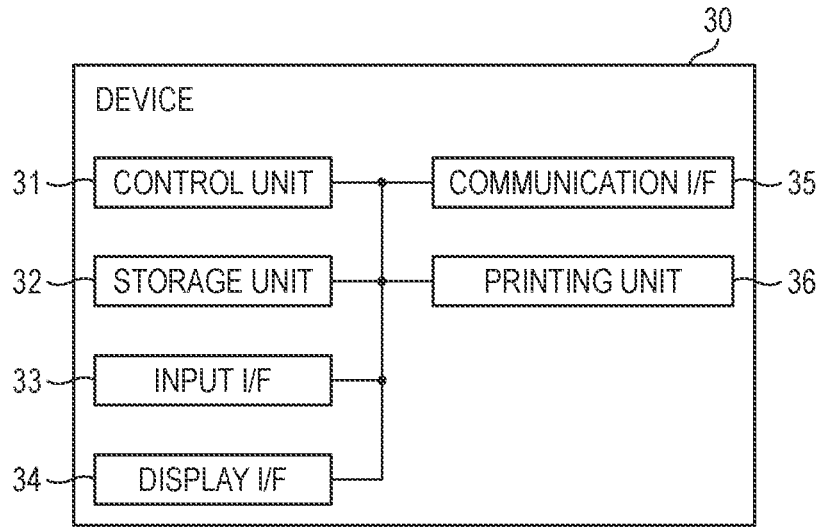 30
DEVICE
31 CONTROL UNIT COMMUNICATION I/F 35
32 STORAGE UNIT PRINTING UNIT 36
33 INPUT I/F
34 DISPLAY I/F